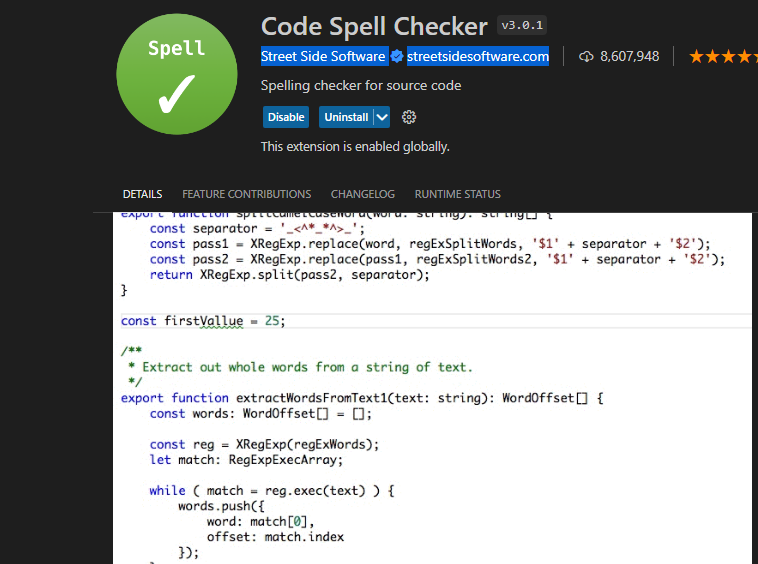 Spell
Code Spell Checker v3.0.1
Street Side Software streetsidesoftware.com 8,607,948
Spelling checker for source code
Disable Uninstall
This extension is enabled globally.
DETAILS FEATURE CONTRIBUTIONS CHANGELOG RUNTIME STATUS
export function splitCamelCaseWord(word: string): string[] {
const separator = '_<^*_*^>_';
const pass1 = XRegExp.replace(word, regExSplitWords, '$1' + separator + '$2');
const pass2 = XRegExp.replace(pass1, regExSplitWords2, '$1' + separator + '$2');
return XRegExp.split(pass2, separator);
}
const firstVallue = 25;
/**
* Extract out whole words from a string of text.
*/
export function extractWordsFromText1(text: string): WordOffset[] {
const words: WordOffset[] = [];
const reg = XRegExp(regExWords);
let match: RegExpExecArray;
while ( match = reg.exec(text) ) {
words.push({
word: match[0],
offset: match.index
});